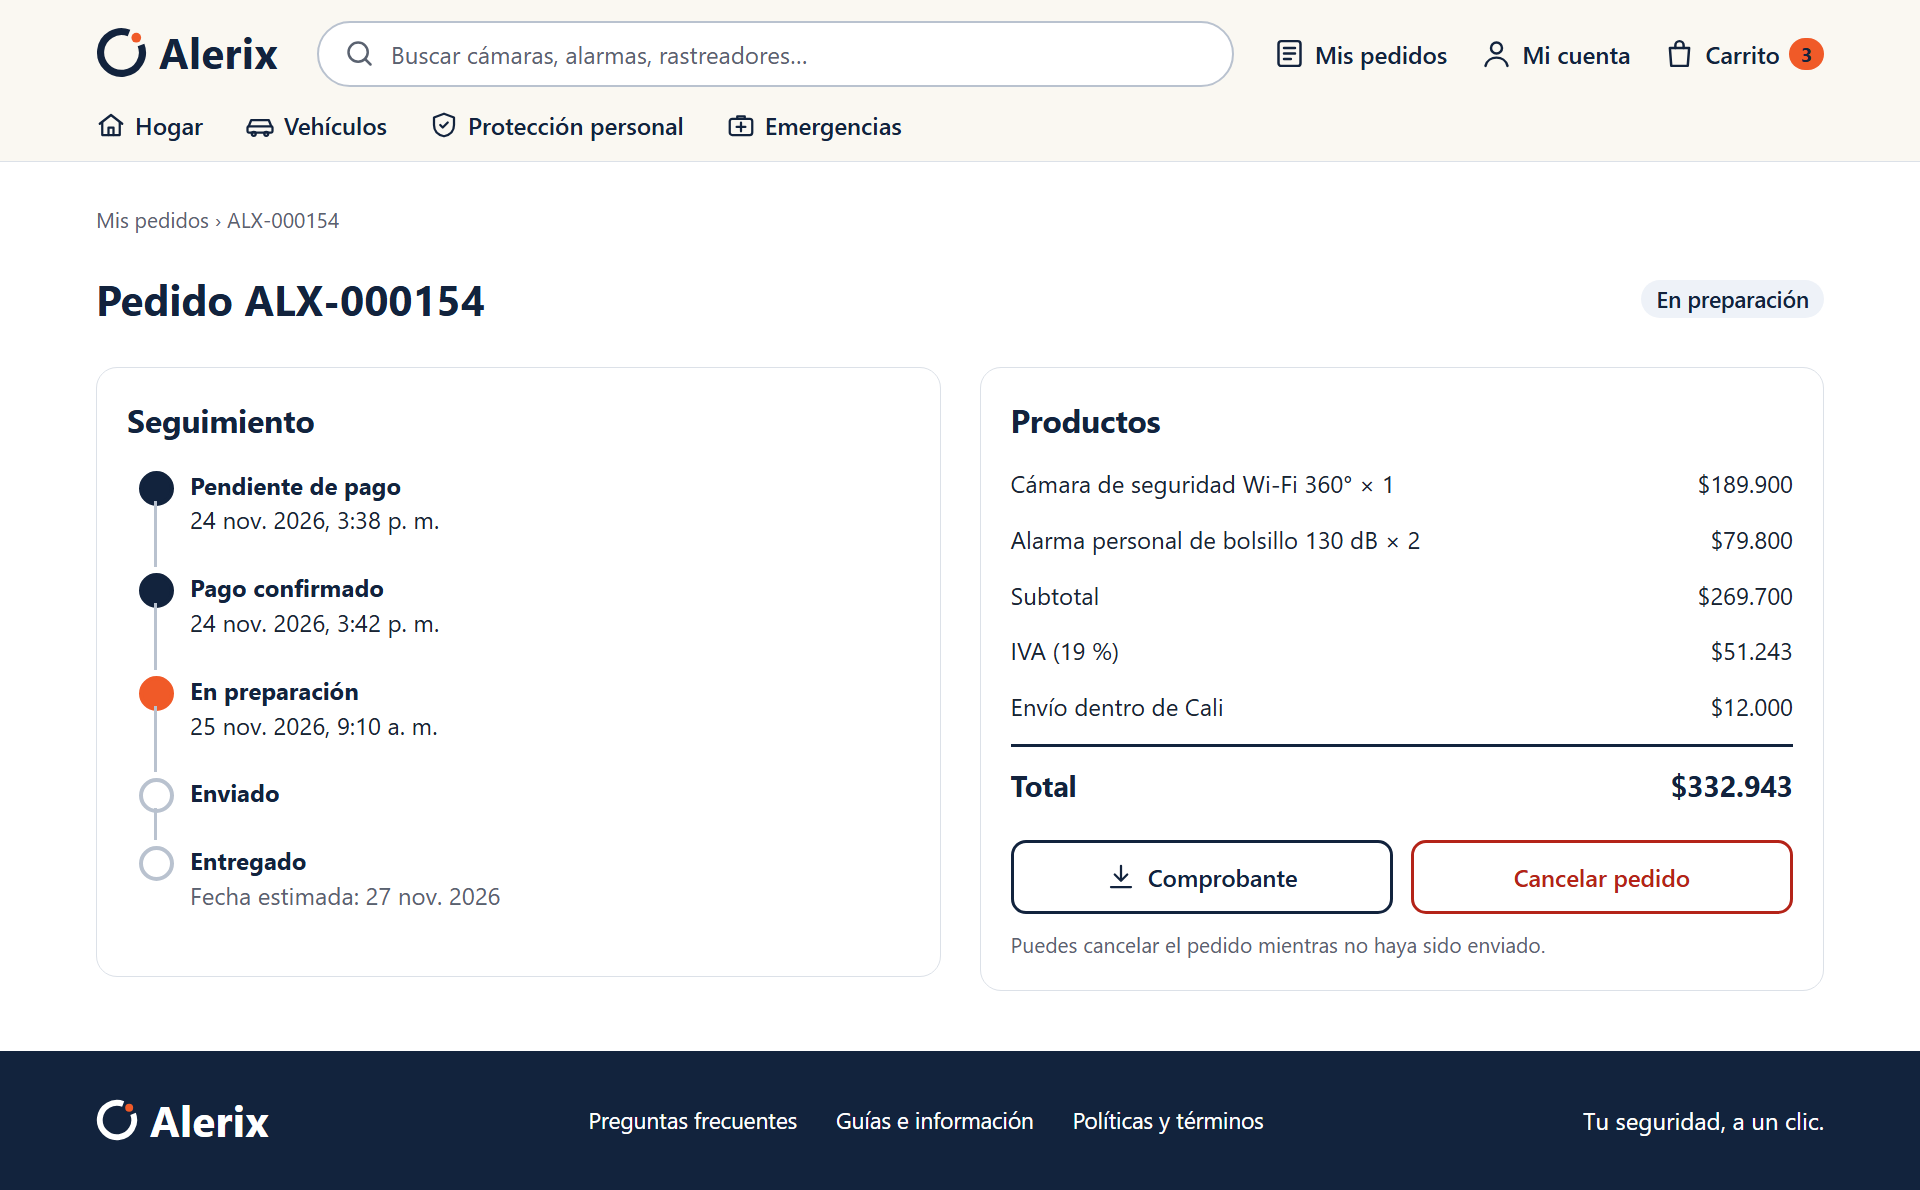 Alerix
Buscar cámaras, alarmas, rastreadores...
Mis pedidos
Mi cuenta
Carrito 3
Hogar
Vehículos
Protección personal
Emergencias
Mis pedidos › ALX-000154
Pedido ALX-000154
En preparación
Seguimiento
Pendiente de pago
24 nov. 2026, 3:38 p. m.
Pago confirmado
24 nov. 2026, 3:42 p. m.
En preparación
25 nov. 2026, 9:10 a. m.
Enviado
Entregado
Fecha estimada: 27 nov. 2026
Productos
Cámara de seguridad Wi-Fi 360° × 1 $189.900
Alarma personal de bolsillo 130 dB × 2 $79.800
Subtotal $269.700
IVA (19 %) $51.243
Envío dentro de Cali $12.000
Total $332.943
Comprobante
Cancelar pedido
Puedes cancelar el pedido mientras no haya sido enviado.
Alerix
Preguntas frecuentes
Guías e información
Políticas y términos
Tu seguridad, a un clic.